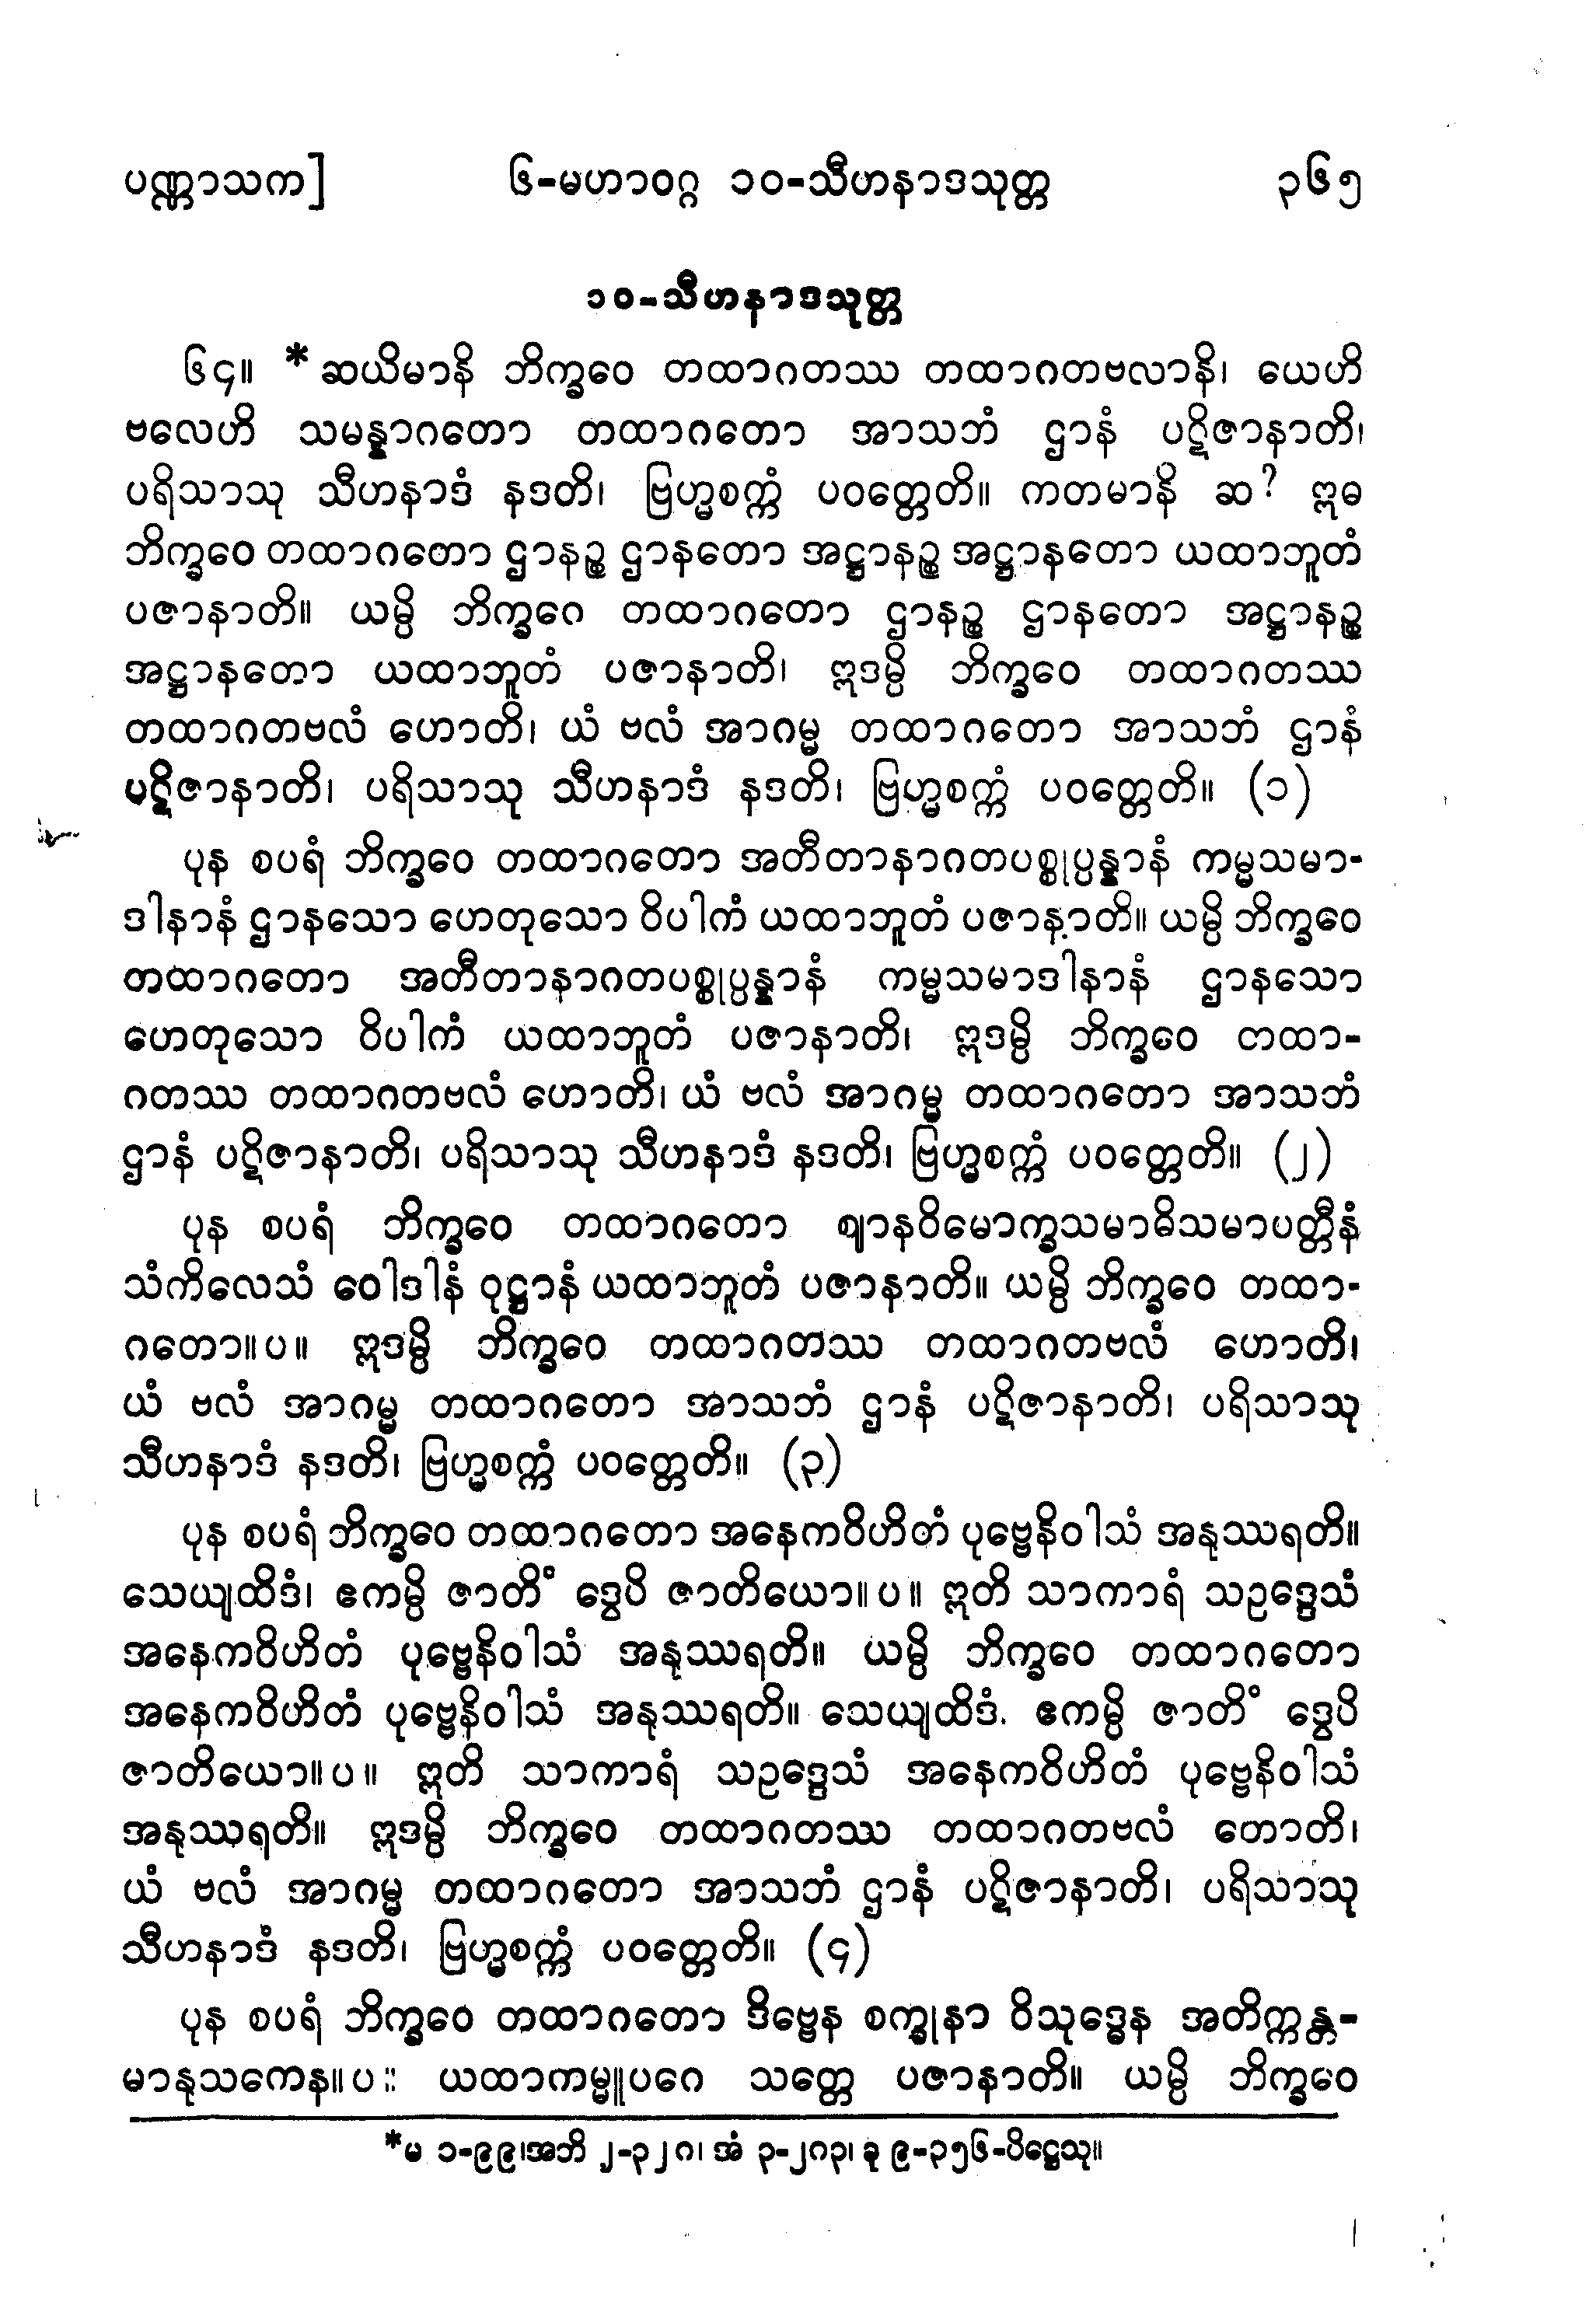 ပဏ္ဏာသက] ၆-မဟာဝဂ္ဂ ၁၀-သီဟနာဒသုတ္တ ၃၆၅
၁၀-သီဟနာဒသုတ္တ
၆၄။ * ဆယိမာနိ ဘိက္ခဝေ တထာဂတဿ တထာဂတဗလာနိ၊ ယေဟိ
ဗလေဟိ သမန္နာဂတော တထာဂတော အာသဘံ ဌာနံ ပဋိဇာနာတိ၊
ပရိသာသု သီဟနာဒံ နဒတိ၊ ဗြဟ္မစက္ကံ ပဝတ္တေတိ။ ကတမာနိ ဆ? ဣဓ
ဘိက္ခဝေ တထာဂတော ဌာနဉ္စ ဌာနတော အဋ္ဌာနဉ္စ အဋ္ဌာနတော ယထာဘူတံ
ပဇာနာတိ။ ယမ္ပိ ဘိက္ခဂေ တထာဂတော ဌာနဉ္စ ဌာနတော အဋ္ဌာနဉ္စ
အဋ္ဌာနတော ယထာဘူတံ ပဇာနာတိ၊ ဣဒမ္ပိ ဘိက္ခဝေ တထာဂတဿ
တထာဂတဗလံ ဟောတိ၊ ယံ ဗလံ အာဂမ္မ တထာဂတော အာသဘံ ဌာနံ
ပဋိဇာနာတိ၊ ပရိသာသု သီဟနာဒံ နဒတိ၊ ဗြဟ္မစက္ကံ ပဝတ္တေတိ။ (၁)
ပုန စပရံ ဘိက္ခဝေ တထာဂတော အတီတာနာဂတပစ္စုပ္ပန္နာနံ ကမ္မသမာ-
ဒါနာနံ ဌာနသော ဟေတုသော ဝိပါကံ ယထာဘူတံ ပဇာနာတိ။ ယမ္ပိ ဘိက္ခဝေ
တထာဂတော အတီတာနာဂတပစ္စုပ္ပန္နာနံ ကမ္မသမာဒါနာနံ ဌာနသော
ဟေတုသော ဝိပါကံ ယထာဘူတံ ပဇာနာတိ၊ ဣဒမ္ပိ ဘိက္ခဝေ တထာ-
ဂတဿ တထာဂတဗလံ ဟောတိ၊ ယံ ဗလံ အာဂမ္မ တထာဂတော အာသဘံ
ဌာနံ ပဋိဇာနာတိ၊ ပရိသာသု သီဟနာဒံ နဒတိ၊ ဗြဟ္မစက္ကံ ပဝတ္တေတိ။ (၂)
ပုန စပရံ ဘိက္ခဝေ တထာဂတော ဈာနဝိမောက္ခသမာဓိသမာပတ္တီနံ
သံကိလေသံ ဝေါဒါနံ ဝုဋ္ဌာနံ ယထာဘူတံ ပဇာနာတိ။ ယမ္ပိ ဘိက္ခဝေ တထာ-
ဂတော။ပ။ ဣဒမ္ပိ ဘိက္ခဝေ တထာဂတဿ တထာဂတဗလံ ဟောတိ၊
ယံ ဗလံ အာဂမ္မ တထာဂတော အာသဘံ ဌာနံ ပဋိဇာနာတိ၊ ပရိသာသု
သီဟနာဒံ နဒတိ၊ ဗြဟ္မစက္ကံ ပဝတ္တေတိ။ (၃)
ပုန စပရံ ဘိက္ခဝေ တထာဂတော အနေကဝိဟိတံ ပုဗ္ဗေနိဝါသံ အနုဿရတိ။
သေယျထိဒံ၊ ဧကမ္ပိ ဇာတိံ ဒွေပိ ဇာတိယော။ပ။ ဣတိ သာကာရံ သဥဒ္ဒေသံ
အနေကဝိဟိတံ ပုဗ္ဗေနိဝါသံ အနုဿရတိ။ ယမ္ပိ ဘိက္ခဝေ တထာဂတော
အနေကဝိဟိတံ ပုဗ္ဗေနိဝါသံ အနုဿရတိ။ သေယျထိဒံ. ဧကမ္ပိ ဇာတိံ ဒွေပိ
ဇာတိယော။ပ။ ဣတိ သာကာရံ သဥဒ္ဒေသံ အနေကဝိဟိတံ ပုဗ္ဗေနိဝါသံ
အနုဿရတိ။ ဣဒမ္ပိ ဘိက္ခဝေ တထာဂတဿ တထာဂတဗလံ တောတိ၊
ယံ ဗလံ အာဂမ္မ တထာဂတော အာသဘံ ဌာနံ ပဋိဇာနာတိ၊ ပရိသာသု
သီဟနာဒံ နဒတိ၊ ဗြဟ္မစက္ကံ ပဝတ္တေတိ။ (၄)
ပုန စပရံ ဘိက္ခဝေ တထာဂတော ဒိဗ္ဗေန စက္ခုနာ ဝိသုဒ္ဓေန အတိက္ကန္တ-
မာနုသကေန။ပ။ ယထာကမ္မူပဂေ သတ္တေ ပဇာနာတိ။ ယမ္ပိ ဘိက္ခဝေ
*မ ၁-၉၉၊အဘိ ၂-၃၂၈၊ အံ ၃-၂၈၃၊ ခု ၉-၃၅၆-ပိဋ္ဌေသု။